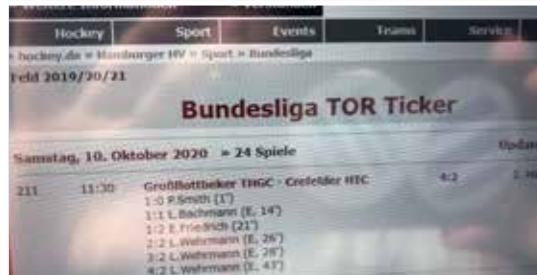 Weitere Information
Hockey Sport Events Teams Service
» hockey.de » Hamburger HV » Sport » Bundesliga
Feld 2019/20/21
Bundesliga TOR Ticker
Samstag, 10. Oktober 2020 » 24 Spiele
211 11:30 Großflottbeker THGC - Crefelder HTC 4:2
1:0 P.Smith (1')
1:1 L.Bachmann (E, 14')
1:2 E.Friedrich (21')
2:2 L.Wehrmann (E, 26')
3:2 L.Wehrmann (E, 28')
4:2 L.Wehrmann (E, 43')